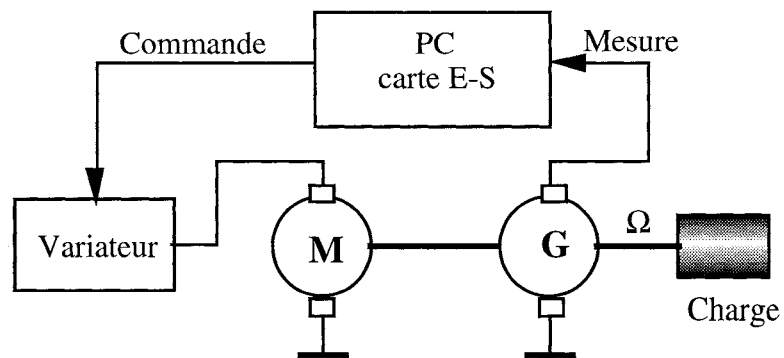 Commande
PC
carte E-S
Mesure
Variateur
M
G
Ω
Charge